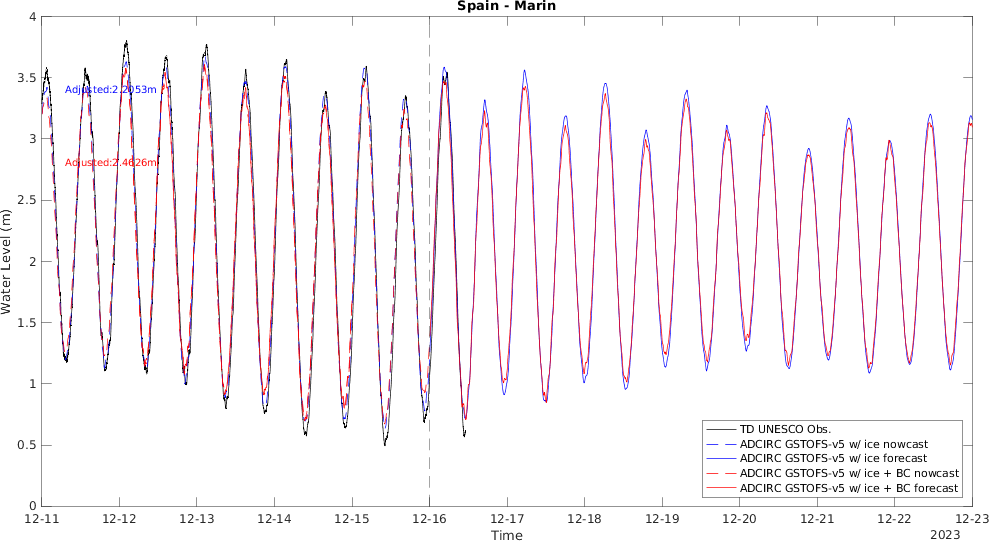 Spain - Marin
4
3.5
3
2.5
2
1.5
1
0.5
0
Water Level (m)
Adjusted:2.2053m
Adjusted:2.4626m
TD UNESCO Obs.
ADCIRC GSTOFS-v5 w/ ice nowcast
ADCIRC GSTOFS-v5 w/ ice forecast
ADCIRC GSTOFS-v5 w/ ice + BC nowcast
ADCIRC GSTOFS-v5 w/ ice + BC forecast
12-11 12-12 12-13 12-14 12-15 12-16 12-17 12-18 12-19 12-20 12-21 12-22 12-23
Time 2023